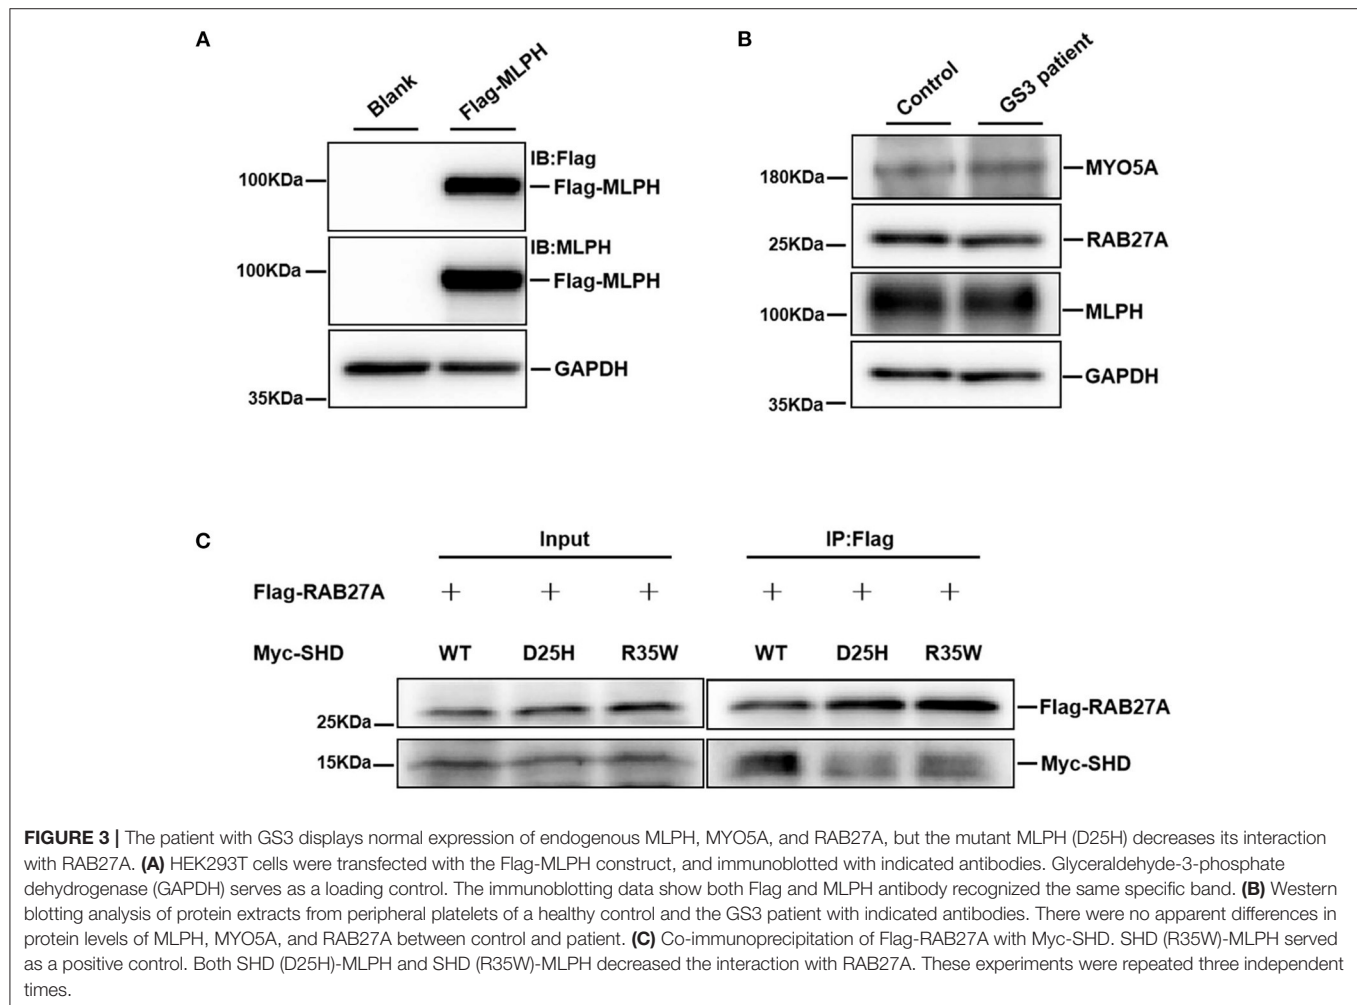 A
Blank
Flag-MLPH
IB:Flag
100KDa
Flag-MLPH
IB:MLPH
100KDa
Flag-MLPH
GAPDH
35KDa
B
Control
GS3 patient
MYO5A
180KDa
RAB27A
25KDa
MLPH
100KDa
GAPDH
35KDa
C
Input IP:Flag
Flag-RAB27A + + + + + +
Myc-SHD WT D25H R35W WT D25H R35W
Flag-RAB27A
25KDa
15KDa Myc-SHD
FIGURE 3 | The patient with GS3 displays normal expression of endogenous MLPH, MYO5A, and RAB27A, but the mutant MLPH (D25H) decreases its interaction
with RAB27A. (A) HEK293T cells were transfected with the Flag-MLPH construct, and immunoblotted with indicated antibodies. Glyceraldehyde-3-phosphate
dehydrogenase (GAPDH) serves as a loading control. The immunoblotting data show both Flag and MLPH antibody recognized the same specific band. (B) Western
blotting analysis of protein extracts from peripheral platelets of a healthy control and the GS3 patient with indicated antibodies. There were no apparent differences in
protein levels of MLPH, MYO5A, and RAB27A between control and patient. (C) Co-immunoprecipitation of Flag-RAB27A with Myc-SHD. SHD (R35W)-MLPH served
as a positive control. Both SHD (D25H)-MLPH and SHD (R35W)-MLPH decreased the interaction with RAB27A. These experiments were repeated three independent
times.